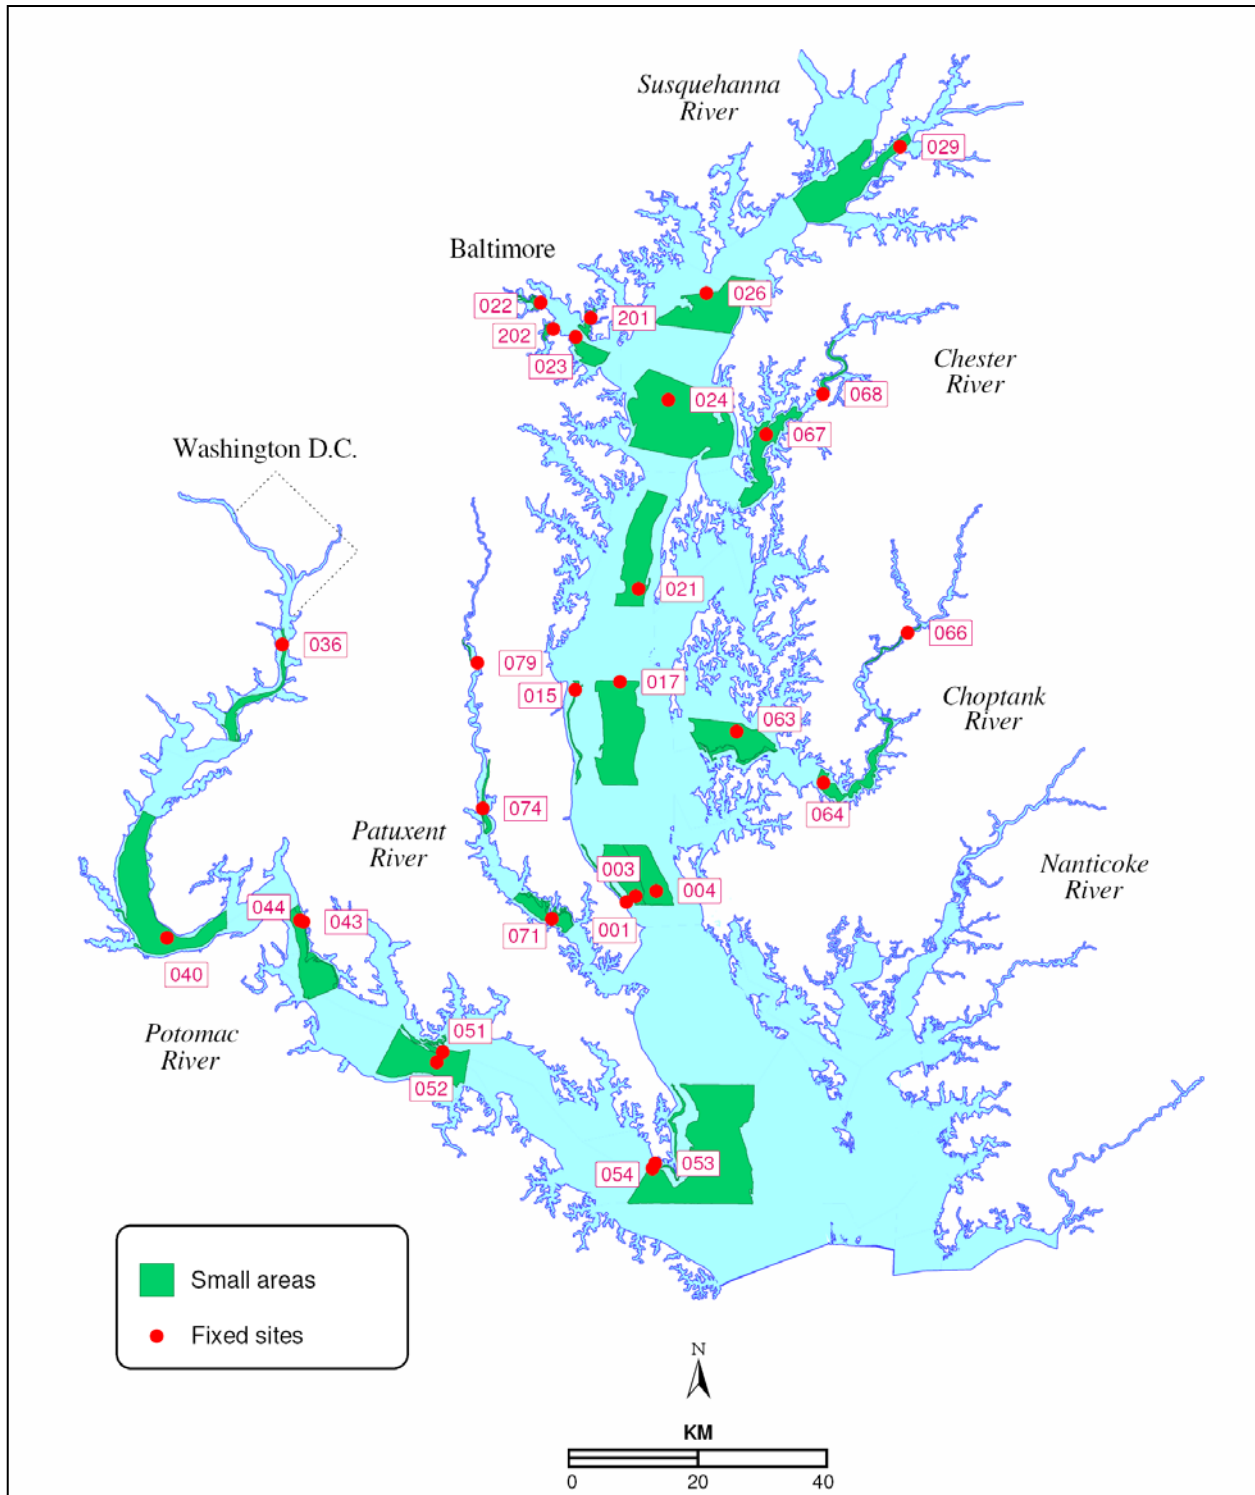 Susquehanna
River
029
Baltimore
026
022
201
202
023
Chester
River
068
024
067
Washington D.C.
021
066
036
079
017
015
Choptank
River
063
074
064
Patuxent
River
003
004
Nanticoke
River
044
043
071
001
040
Potomac
River
051
052
053
054
Small areas
Fixed sites
N
KM
0
20
40